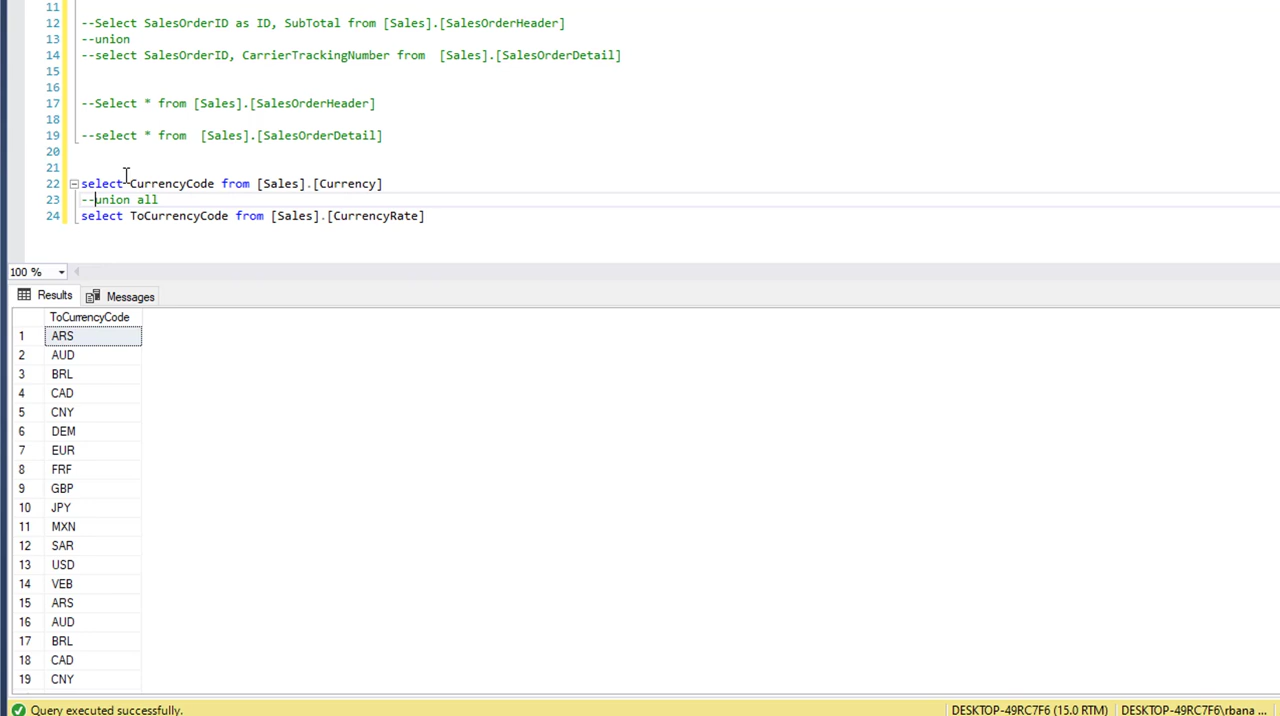 11
12 --Select SalesOrderID as ID, SubTotal from [Sales].[SalesOrderHeader]
13 --union
14 --select SalesOrderID, CarrierTrackingNumber from  [Sales].[SalesOrderDetail]
15
16
17 --Select * from [Sales].[SalesOrderHeader]
18
19 --select * from  [Sales].[SalesOrderDetail]
20
21
22 select CurrencyCode from [Sales].[Currency]
23 --union all
24 select ToCurrencyCode from [Sales].[CurrencyRate]
100 %
Results Messages
ToCurrencyCode
1 ARS
2 AUD
3 BRL
4 CAD
5 CNY
6 DEM
7 EUR
8 FRF
9 GBP
10 JPY
11 MXN
12 SAR
13 USD
14 VEB
15 ARS
16 AUD
17 BRL
18 CAD
19 CNY
Query executed successfully. DESKTOP-49RC7F6 (15.0 RTM) DESKTOP-49RC7F6\rbana ...